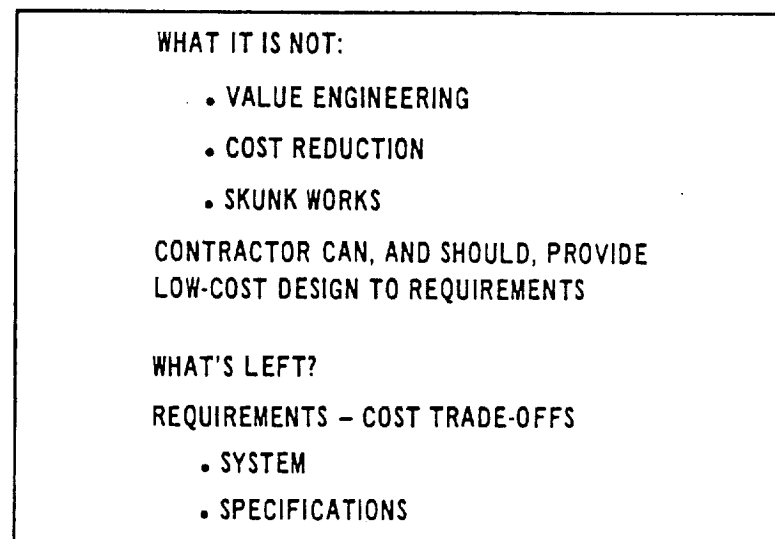 WHAT IT IS NOT:
• VALUE ENGINEERING
• COST REDUCTION
• SKUNK WORKS
CONTRACTOR CAN, AND SHOULD, PROVIDE
LOW-COST DESIGN TO REQUIREMENTS
WHAT'S LEFT?
REQUIREMENTS – COST TRADE-OFFS
• SYSTEM
• SPECIFICATIONS